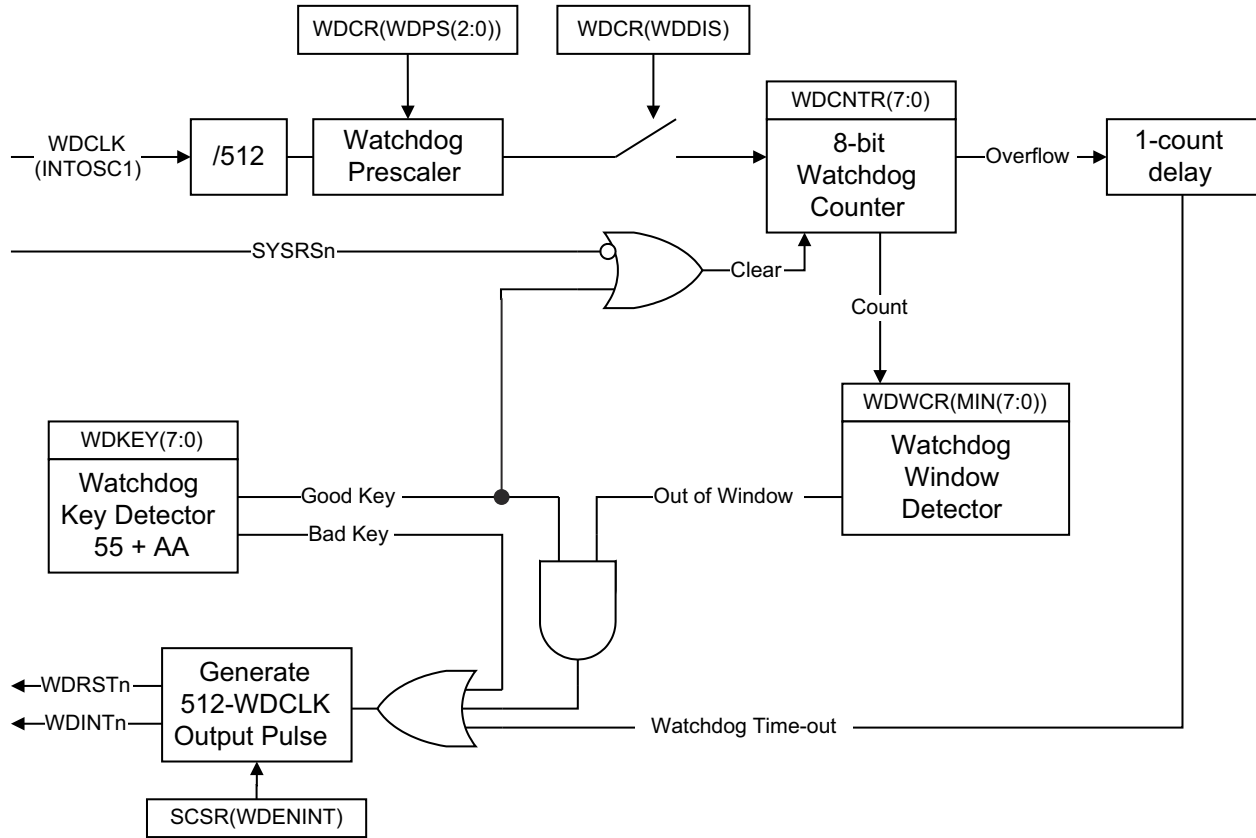 WDCR(WDPS(2:0))
WDCR(WDDIS)
WDCNTR(7:0)
WDCLK
(INTOSC1)
/512
Watchdog
Prescaler
8-bit
Watchdog
Counter
Overflow
1-count
delay
SYSRSn
Clear
Count
WDWCR(MIN(7:0))
Watchdog
Window
Detector
WDKEY(7:0)
Watchdog
Key Detector
55 + AA
Good Key
Bad Key
Out of Window
Generate
512-WDCLK
Output Pulse
WDRSTn
WDINTn
Watchdog Time-out
SCSR(WDENINT)